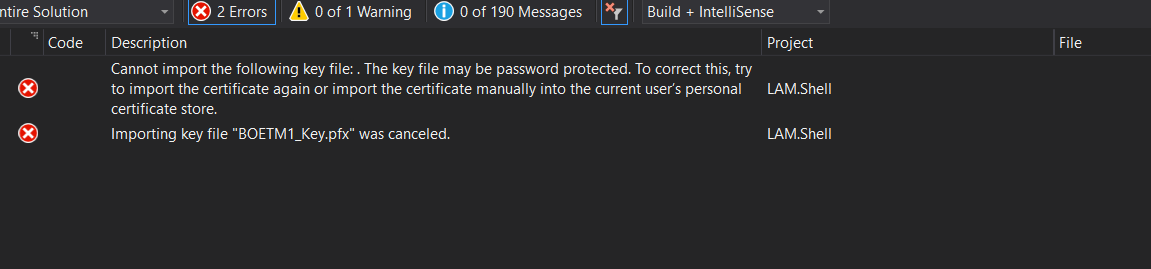 ntire Solution 2 Errors 0 of 1 Warning 0 of 190 Messages Build + IntelliSense
Code Description Project File
Cannot import the following key file: . The key file may be password protected. To correct this, try
to import the certificate again or import the certificate manually into the current user’s personal LAM.Shell
certificate store.
Importing key file "BOETM1_Key.pfx" was canceled. LAM.Shell